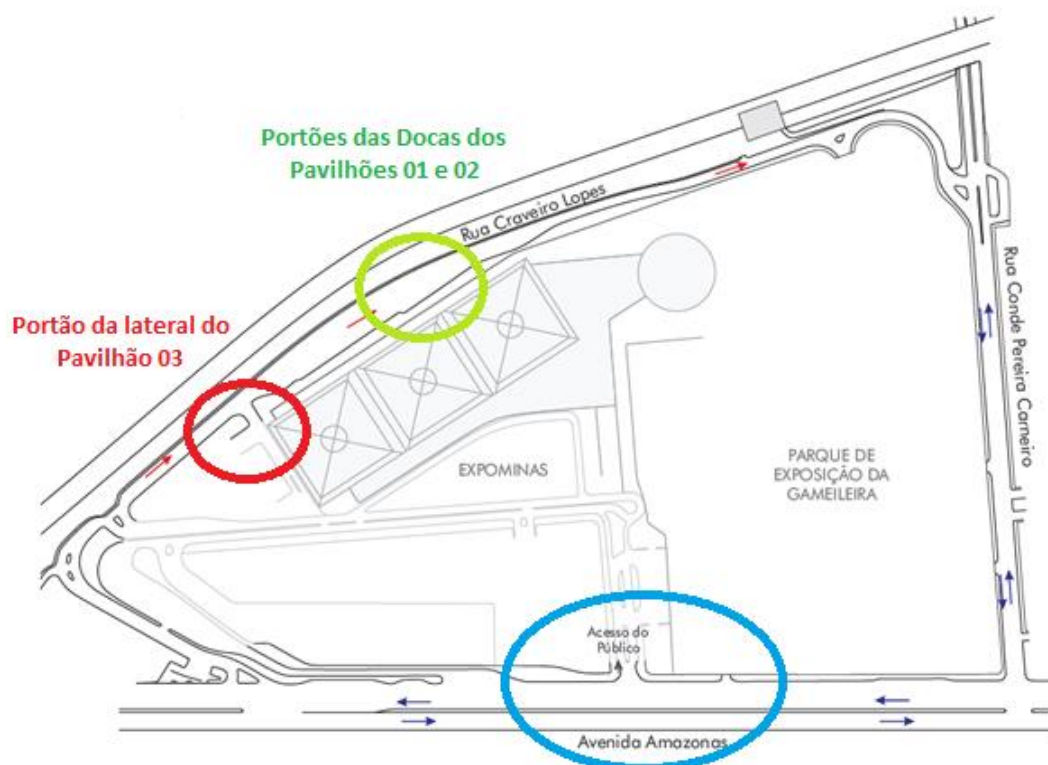 Portões das Docas dos
Pavilhões 01 e 02
Rua Craveiro Lopes
Portão da lateral do
Pavilhão 03
Rua Conde Pereira Carneiro
EXPOMINAS
PARQUE DE
EXPOSIÇÃO DA
GAMEILEIRA
Acesso do
Público
Avenida Amazonas